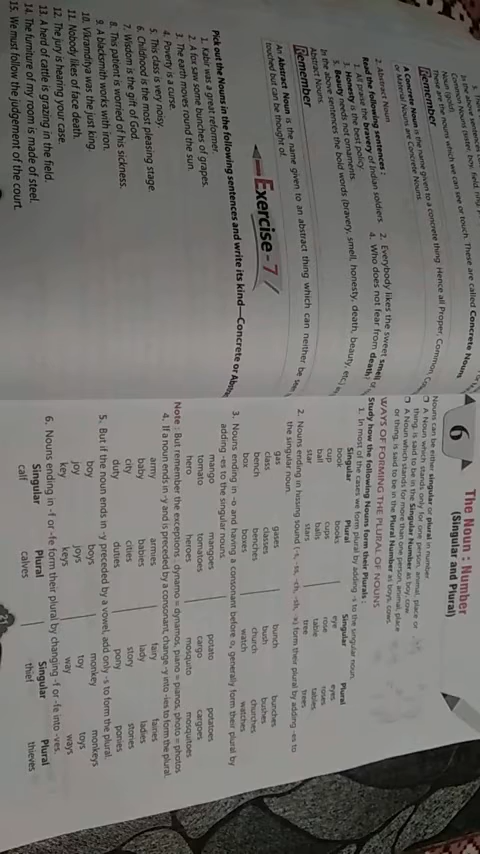 In the above sentences
Common Nouns
There are the nouns which we can see or touch. These are called Concrete Nouns
Remember
A Concrete Noun is the name given to a concrete thing. Hence all Proper, Common,
or Material Nouns are Concrete Nouns.
2. Abstract Noun
Read the following sentences :
1. All praise the bravery of Indian soldiers. 2. Everybody likes the sweet smell
3. Honesty is the best policy. 4. Who does not fear from death?
5. Beauty needs not ornaments.
In the above sentences the bold words (bravery, smell, honesty, death, beauty, etc.)
Abstract Nouns.
Remember
An Abstract Noun is the name given to an abstract thing which can neither be
touched but can be thought of.
Exercise-7
Pick out the Nouns in the following sentences and write its kind—Concrete or
1. Kabir was a great reformer.
2. A fox saw some bunches of grapes.
3. The earth moves round the sun.
4. Poverty is a curse.
5. This class is very noisy.
6. Childhood is the most pleasing stage.
7. Wisdom is the gift of God.
8. This patient is worried of his sickness.
9. A blacksmith works with iron.
10. Vikramditya was the just king.
11. Nobody likes of face death.
12. The jury is hearing your case.
13. A herd of cattle is grazing in the field.
14. The furniture of my room is made of steel.
15. We must follow the judgement of the court.
6
The Noun : Number
(Singular and Plural)
Nouns can be either singular or plural in number.
❒ A Noun which stands only for one person, animal, place or
thing, is said to be in the Singular Number as boy, cow.
❒ A Noun which stands for more than one person, animal, place
or thing, is said to be in the Plural Number as boys, cows.
WAYS OF FORMING THE PLURAL OF NOUNS
Study how the following Nouns form their Plurals :
1. In most of the cases we form plural by adding -s to the singular noun.
Singular Plural Singular Plural
book books eye eyes
cup cups rose roses
ball balls table tables
star stars tree trees
2. Nouns ending in hissing sound (-s, -ss, -ch, -sh, -x) form their plural by adding -es to
the singular noun.
gas gases bunch bunches
class classes bush bushes
bench benches church churches
box boxes watch watches
3. Nouns ending in -o and having a consonant before o, generally form their plural by
adding -es to the singular nouns.
mango mangoes potato potatoes
tomato tomatoes cargo cargoes
hero heroes mosquito mosquitoes
Note : But remember the exceptions : dynamo = dynamos, piano = pianos, photo = photos
4. If a noun ends in -y and is preceded by a consonant, change -y into -ies to form the plural.
army armies fairy fairies
baby babies lady ladies
city cities story stories
duty duties pony ponies
5. But if the noun ends in -y preceded by a vowel, add only -s to form the plural.
boy boys monkey monkeys
joy joys toy toys
key keys way ways
6. Nouns ending in -f or -fe form their plural by changing -f or -fe into -ves.
Singular Plural Singular Plural
calf calves thief thieves